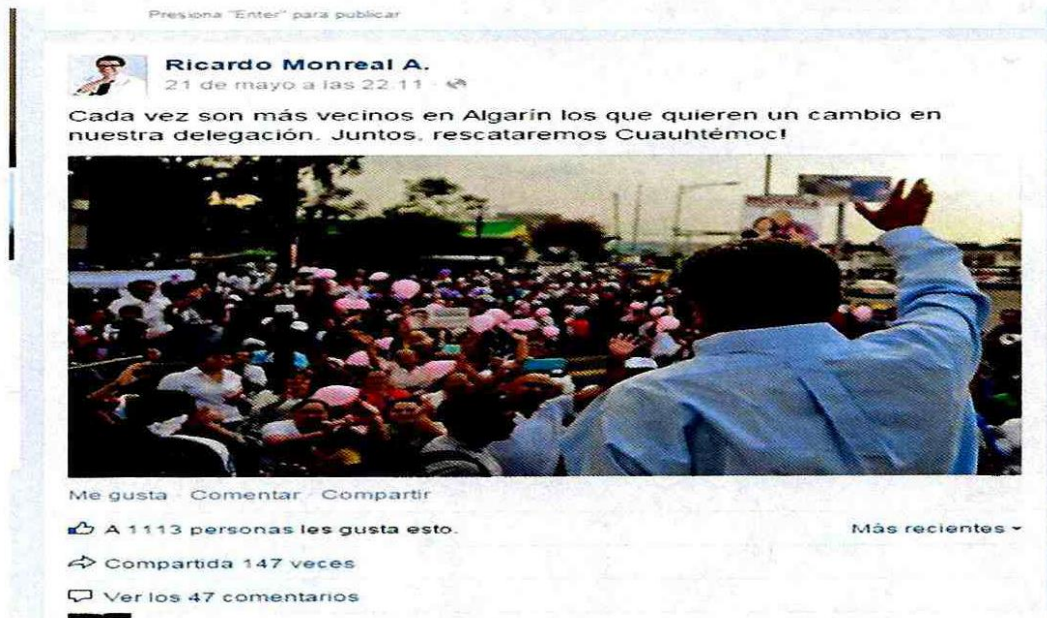 Presiona "Enter" para publicar
Ricardo Monreal A.
21 de mayo a las 22:11 ·
Cada vez son más vecinos en Algarín los que quieren un cambio en
nuestra delegación. Juntos, rescataremos Cuauhtémoc!
Me gusta · Comentar · Compartir
A 1113 personas les gusta esto.
Más recientes
Compartida 147 veces
Ver los 47 comentarios